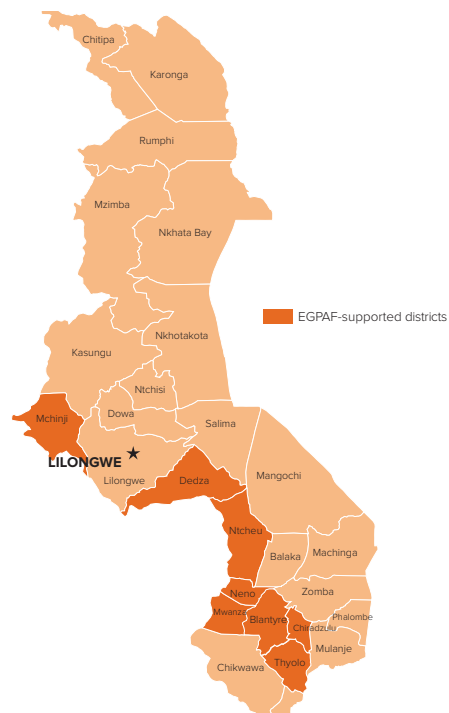 Chitipa
Karonga
Rumphi
Mzimba
Nkhata Bay
EGPAF-supported districts
Nkhotakota
Kasungu
Ntchisi
Dowa
Mchinji
Salima
LILONGWE
Lilongwe
Dedza
Mangochi
Ntcheu
Balaka
Machinga
Neno
Zomba
Mwanza
Blantyre
Phalombe
Chiradzulu
Mulanje
Thyolo
Chikwawa